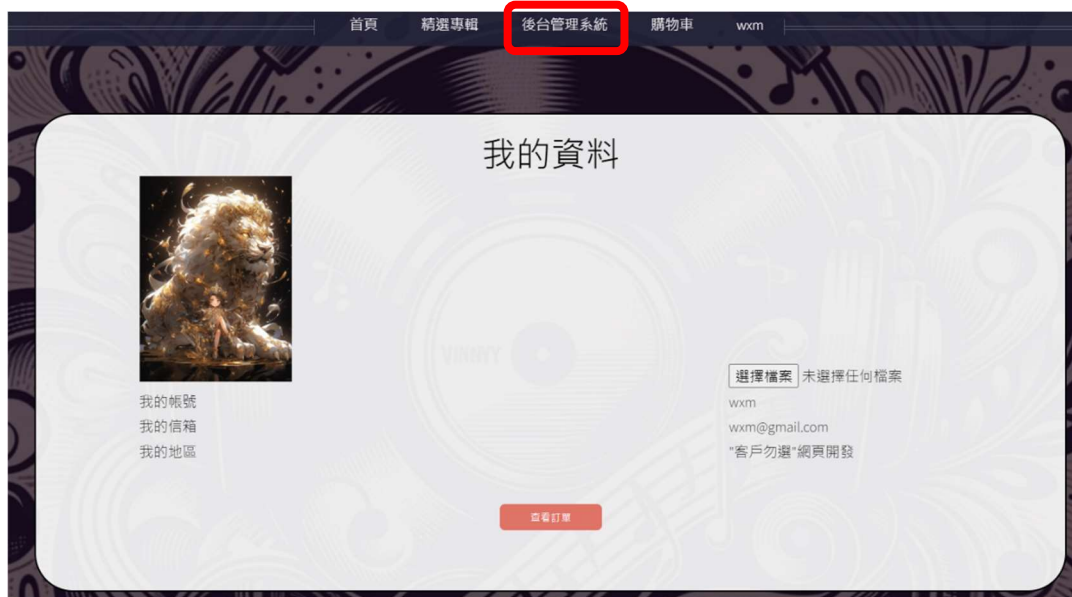 首頁 精選專輯 後台管理系統 購物車 wxm
我的資料
VINNY
選擇檔案 未選擇任何檔案
我的帳號 wxm
我的信箱 wxm@gmail.com
我的地區 "客戶勿選"網頁開發
查看訂單